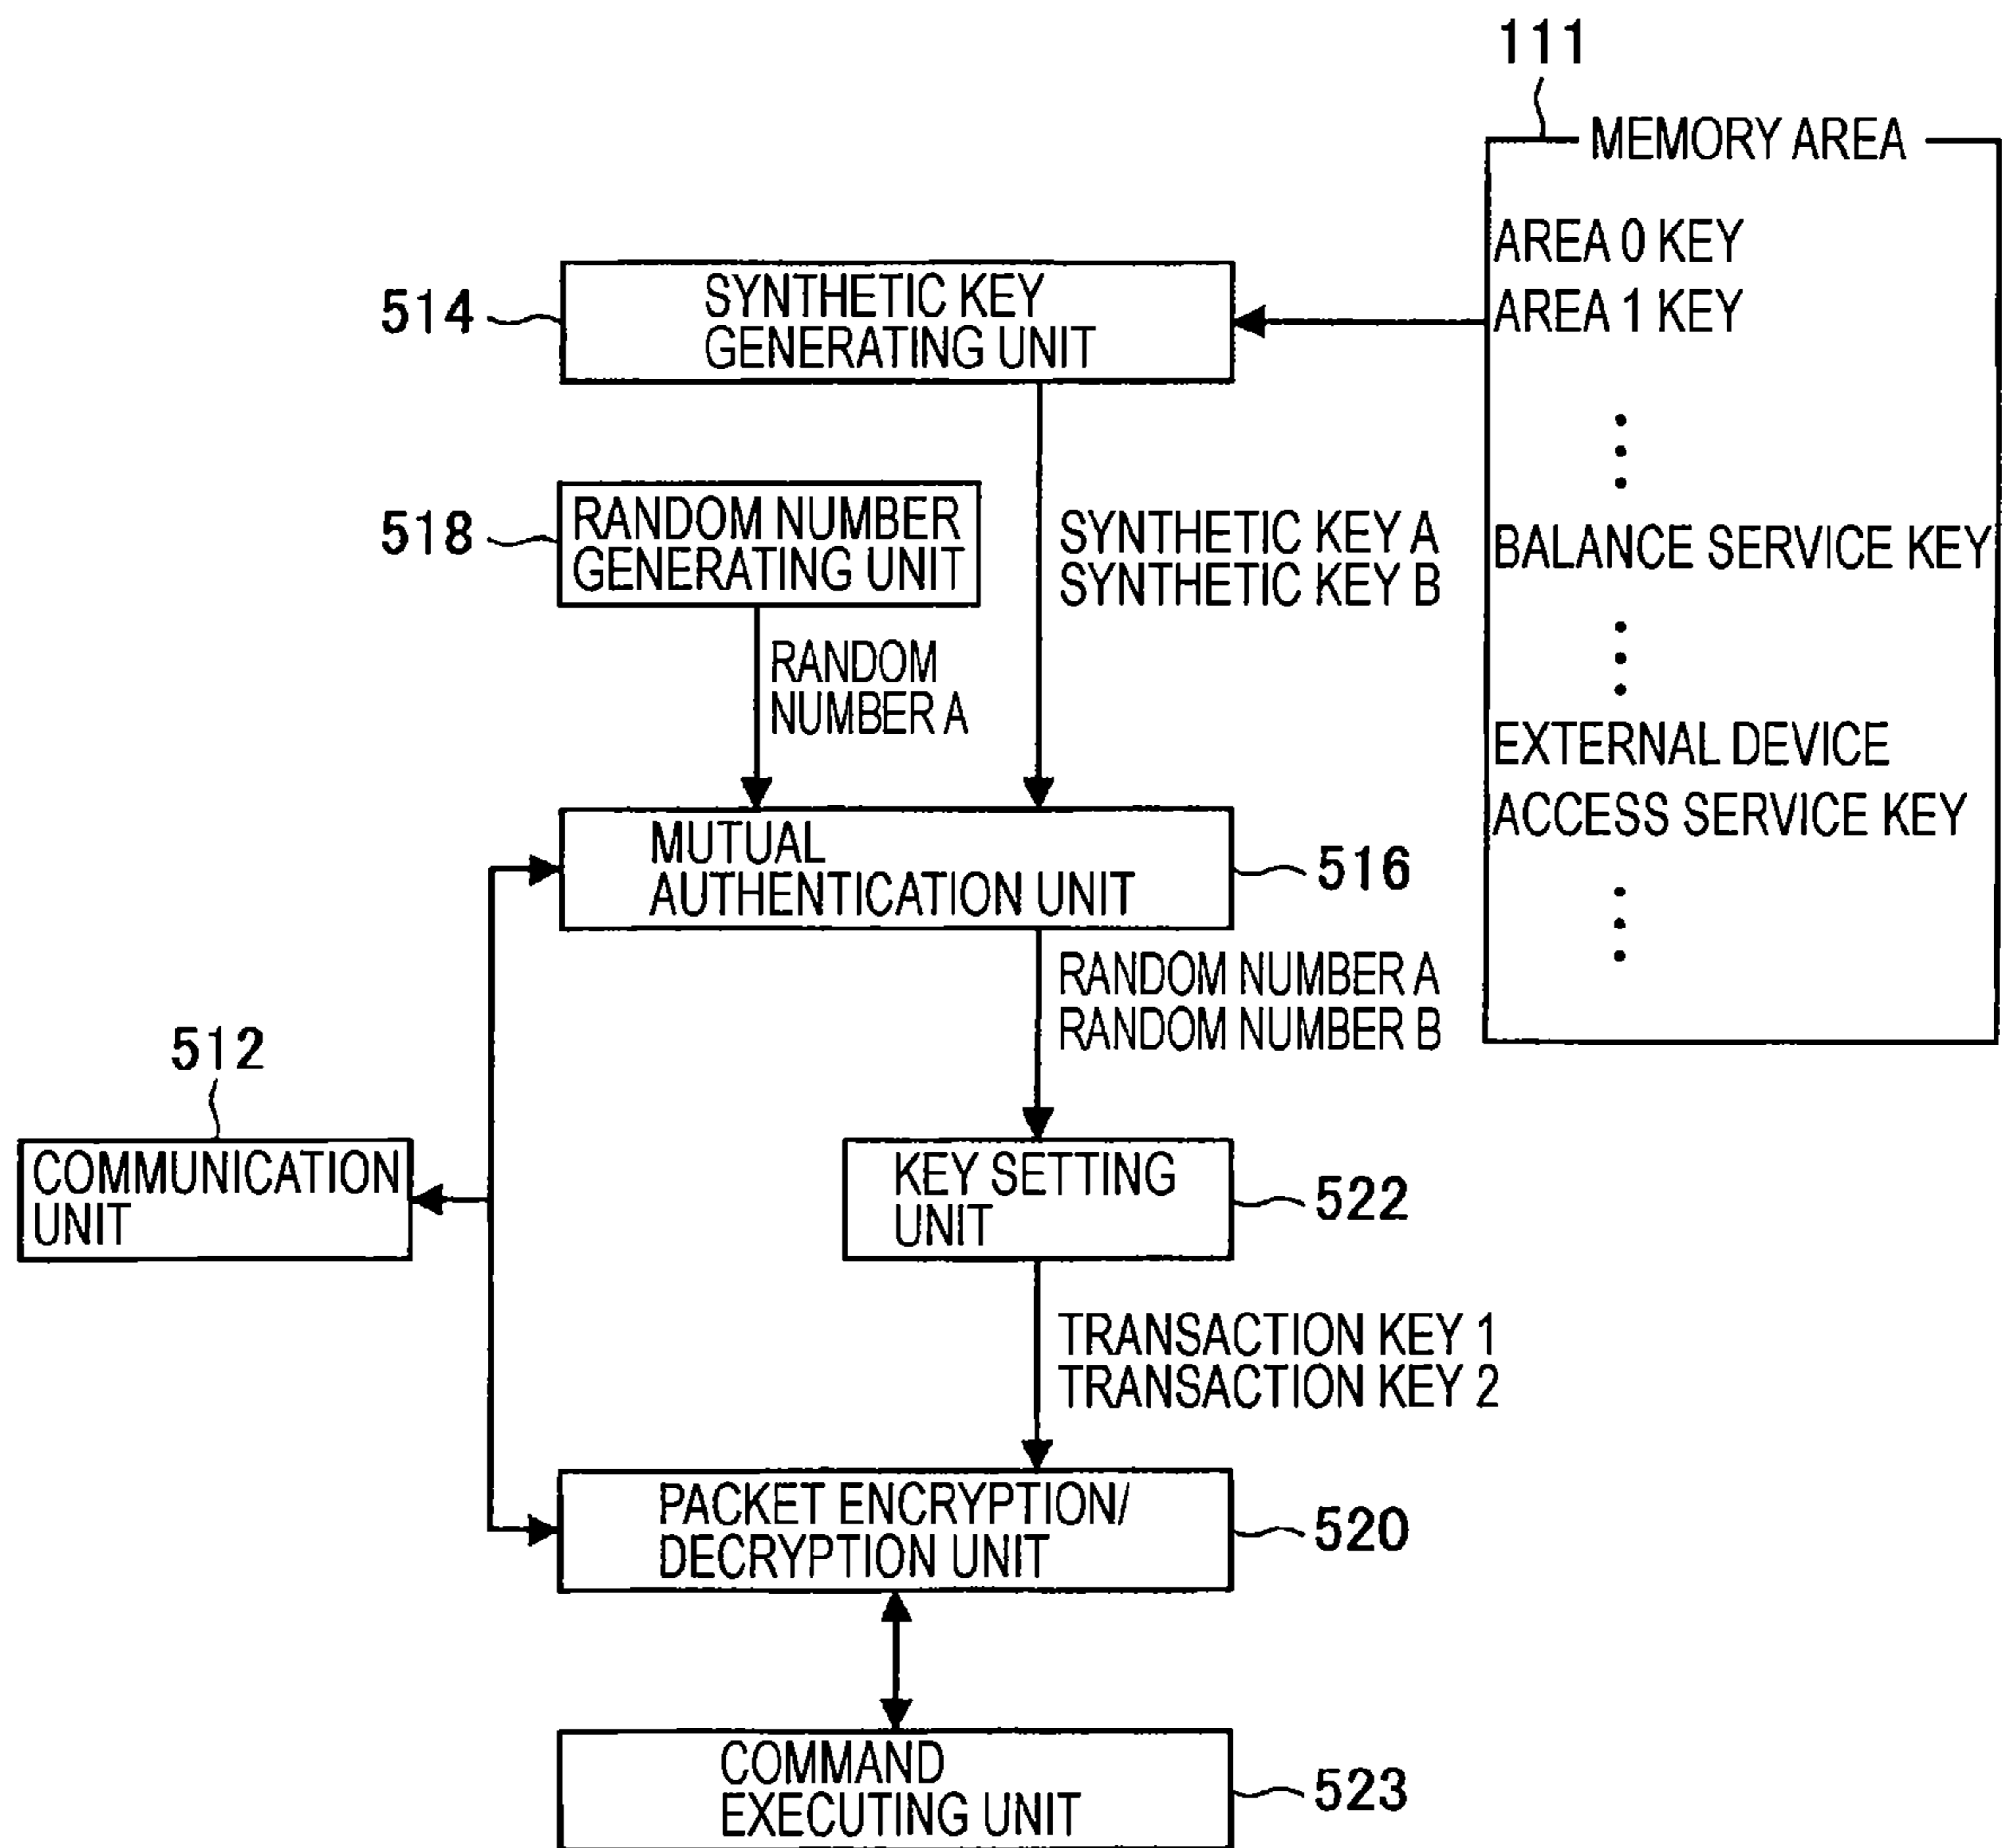 111
MEMORY AREA
AREA 0 KEY
AREA 1 KEY
BALANCE SERVICE KEY
EXTERNAL DEVICE
ACCESS SERVICE KEY
514
SYNTHETIC KEY
GENERATING UNIT
518
RANDOM NUMBER
GENERATING UNIT
SYNTHETIC KEY A
SYNTHETIC KEY B
RANDOM
NUMBER A
MUTUAL
AUTHENTICATION UNIT
516
RANDOM NUMBER A
RANDOM NUMBER B
512
COMMUNICATION
UNIT
KEY SETTING
UNIT
522
TRANSACTION KEY 1
TRANSACTION KEY 2
PACKET ENCRYPTION/
DECRYPTION UNIT
520
COMMAND
EXECUTING UNIT
523